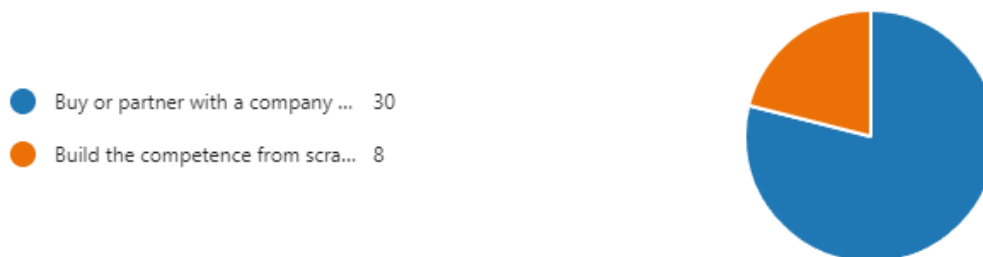 Buy or partner with a company ... 30
Build the competence from scra... 8